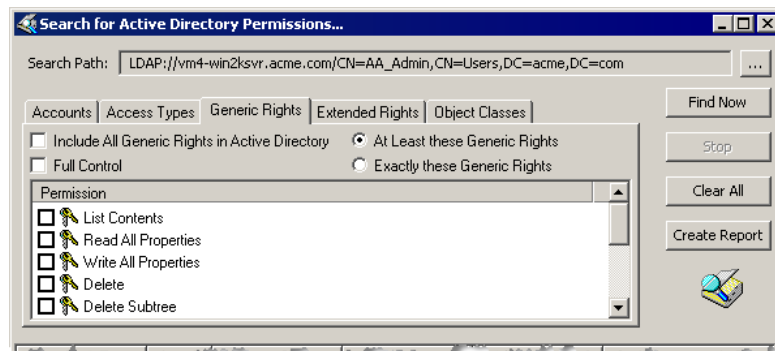 Search for Active Directory Permissions...
Search Path: LDAP://vm4-win2ksvr.acme.com/CN=AA_Admin,CN=Users,DC=acme,DC=com ...
Accounts Access Types Generic Rights Extended Rights Object Classes
Find Now
Include All Generic Rights in Active Directory At Least these Generic Rights
Stop
Full Control Exactly these Generic Rights
Permission
Clear All
List Contents
Read All Properties
Create Report
Write All Properties
Delete
Delete Subtree